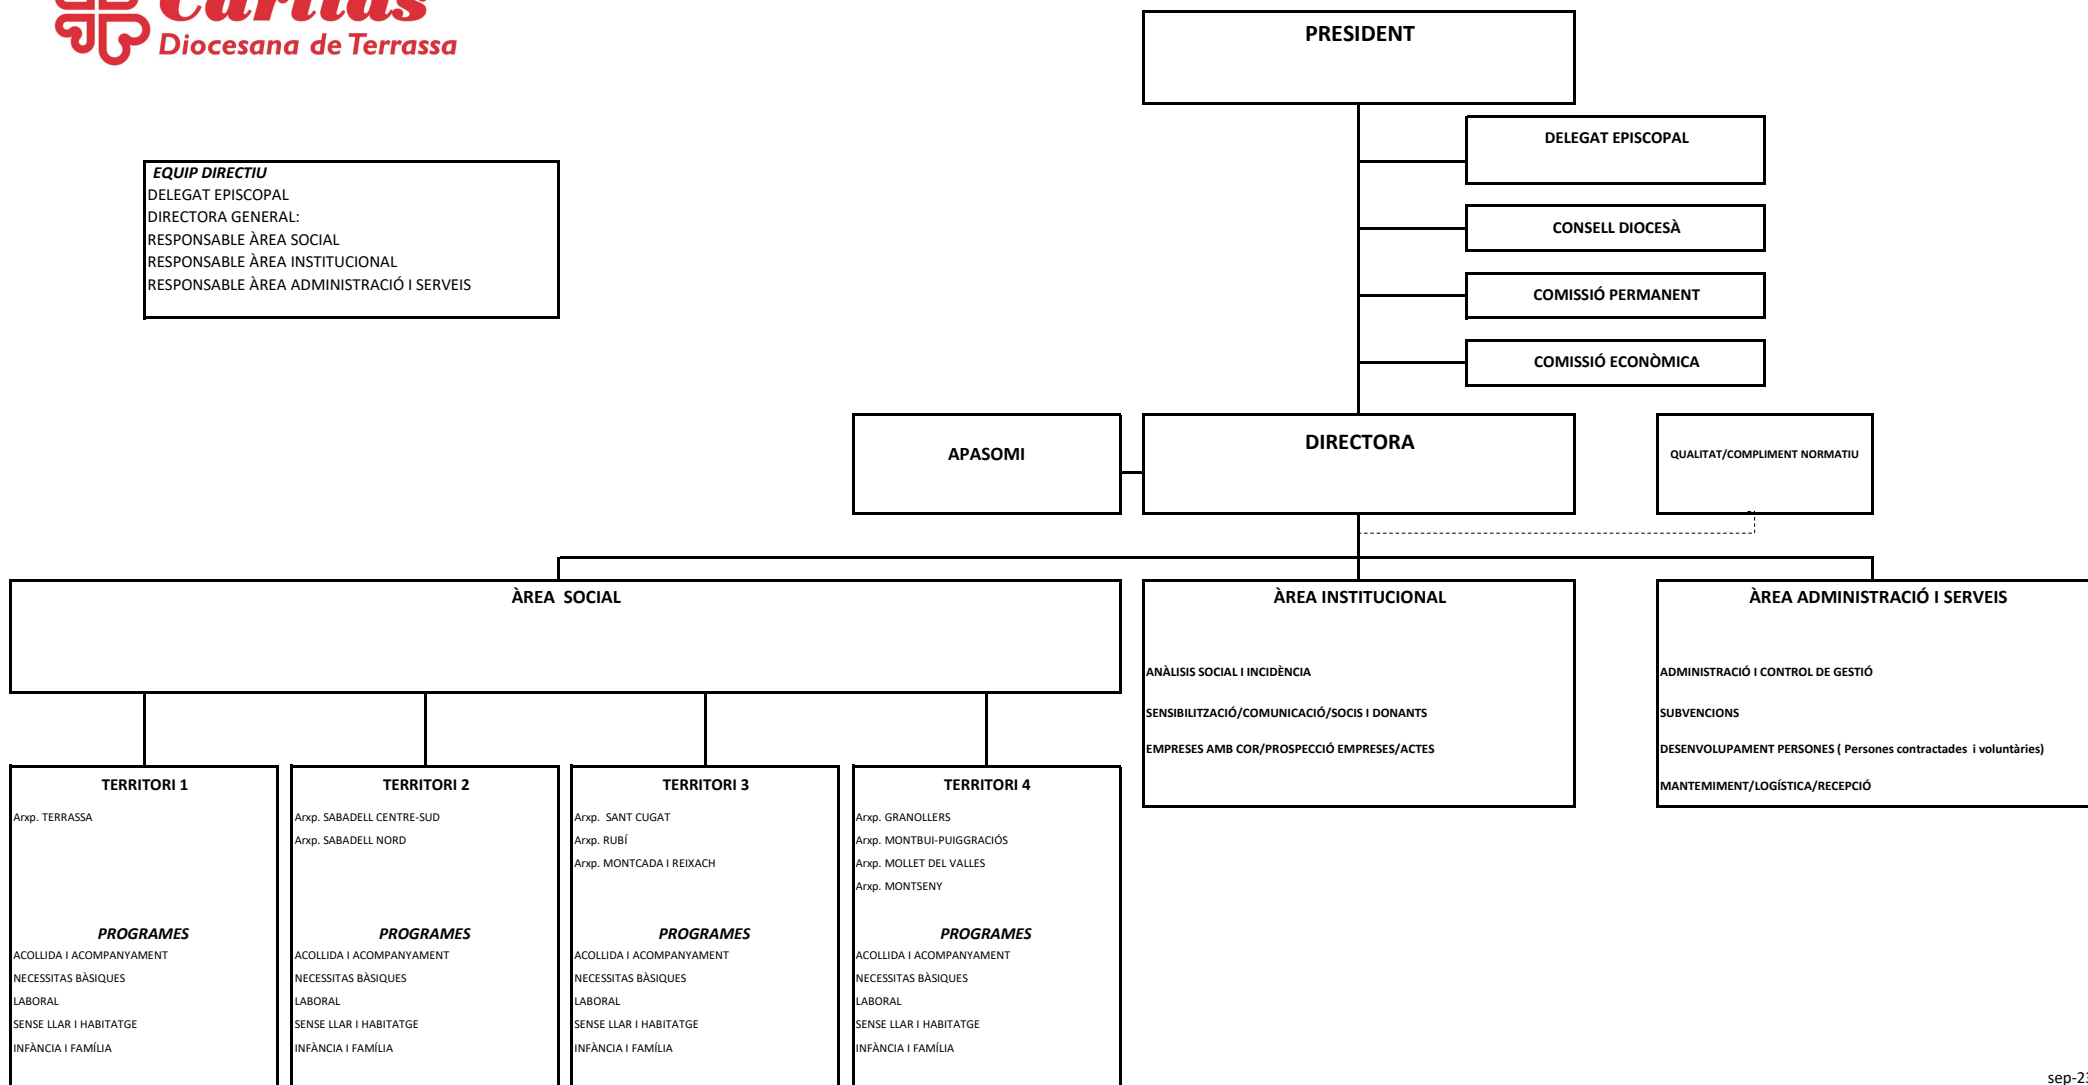 Càritas
Diocesana de Terrassa
PRESIDENT
DELEGAT EPISCOPAL
CONSELL DIOCESÀ
COMISSIÓ PERMANENT
COMISSIÓ ECONÒMICA
EQUIP DIRECTIU
DELEGAT EPISCOPAL
DIRECTORA GENERAL:
RESPONSABLE ÀREA SOCIAL
RESPONSABLE ÀREA INSTITUCIONAL
RESPONSABLE ÀREA ADMINISTRACIÓ I SERVEIS
APASOMI
DIRECTORA
QUALITAT/COMPLIMENT NORMATIU
ÀREA  SOCIAL
ÀREA INSTITUCIONAL
ANÀLISIS SOCIAL I INCIDÈNCIA
SENSIBILITZACIÓ/COMUNICACIÓ/SOCIS I DONANTS
EMPRESES AMB COR/PROSPECCIÓ EMPRESES/ACTES
ÀREA ADMINISTRACIÓ I SERVEIS
ADMINISTRACIÓ I CONTROL DE GESTIÓ
SUBVENCIONS
DESENVOLUPAMENT PERSONES ( Persones contractades  i voluntàries)
MANTEMIMENT/LOGÍSTICA/RECEPCIÓ
TERRITORI 1
Arxp. TERRASSA
PROGRAMES
ACOLLIDA I ACOMPANYAMENT
NECESSITAS BÀSIQUES
LABORAL
SENSE LLAR I HABITATGE
INFÀNCIA I FAMÍLIA
TERRITORI 2
Arxp. SABADELL CENTRE-SUD
Arxp. SABADELL NORD
PROGRAMES
ACOLLIDA I ACOMPANYAMENT
NECESSITAS BÀSIQUES
LABORAL
SENSE LLAR I HABITATGE
INFÀNCIA I FAMÍLIA
TERRITORI 3
Arxp.  SANT CUGAT
Arxp. RUBÍ
Arxp. MONTCADA I REIXACH
PROGRAMES
ACOLLIDA I ACOMPANYAMENT
NECESSITAS BÀSIQUES
LABORAL
SENSE LLAR I HABITATGE
INFÀNCIA I FAMÍLIA
TERRITORI 4
Arxp. GRANOLLERS
Arxp. MONTBUI-PUIGGRACIÓS
Arxp. MOLLET DEL VALLES
Arxp. MONTSENY
PROGRAMES
ACOLLIDA I ACOMPANYAMENT
NECESSITAS BÀSIQUES
LABORAL
SENSE LLAR I HABITATGE
INFÀNCIA I FAMÍLIA
sep-23